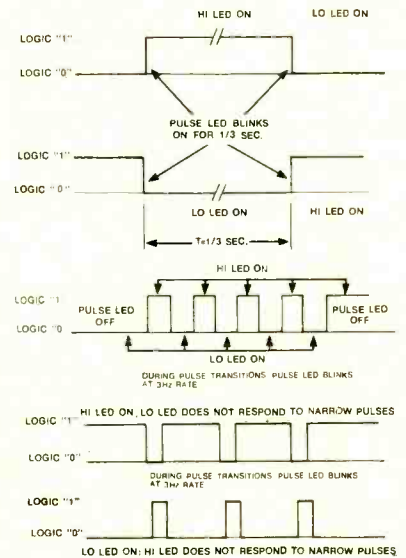 HI LED ON LO LED ON
LOGIC "1"
LOGIC "0"
PULSE LED BLINKS
ON FOR 1/3 SEC.
LOGIC "1"
LOGIC "0"
LO LED ON HI LED ON
T=1/3 SEC.
HI LED ON
LOGIC "1
PULSE LED
OFF
PULSE LED
OFF
LOGIC "0
LO LED ON
DURING PULSE TRANSITIONS PULSE LED BLINKS
AT 3Hz RATE
HI LED ON, LO LED DOES NOT RESPOND TO NARROW PULSES
LOGIC "1"
LOGIC "0"
DURING PULSE TRANSITIONS PULSE LED BLINKS
AT 3Hz RATE
LOGIC "1"
LOGIC "0"
LO LED ON; HI LED DOES NOT RESPOND TO NARROW PULSES